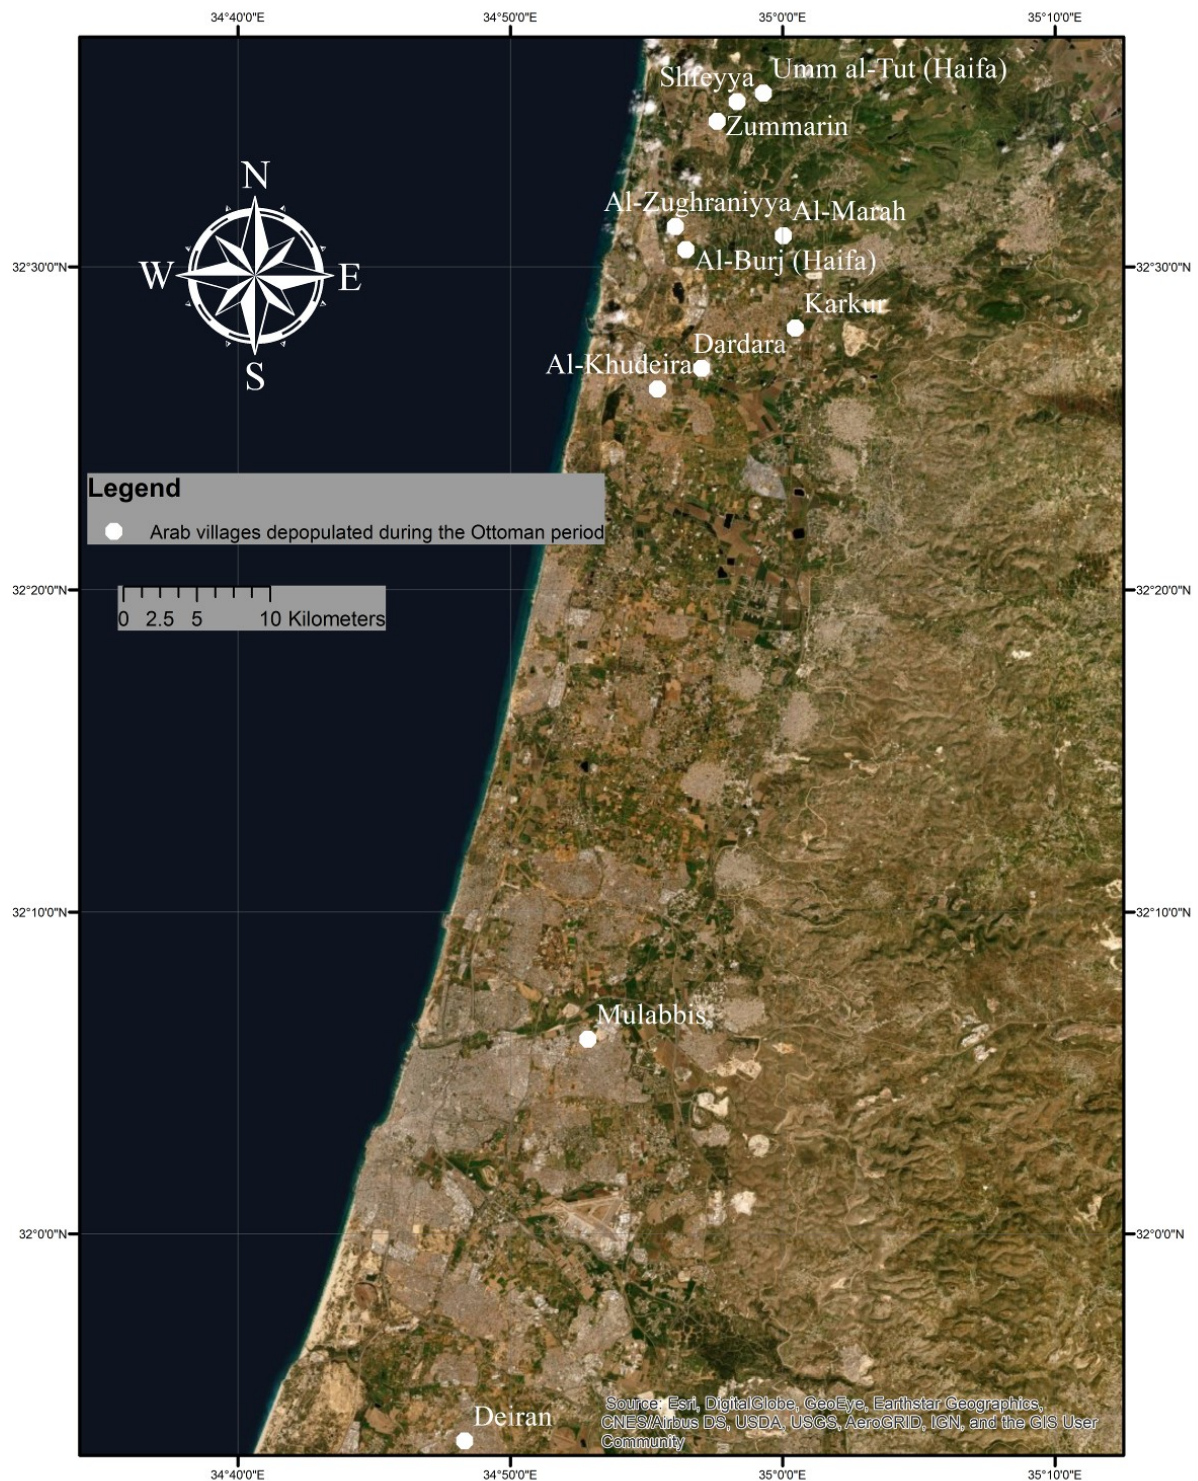 34°40'0"E 34°50'0"E 35°0'0"E 35°10'0"E
Shfeyya
Umm al-Tut (Haifa)
Zummarin
N
W
E
S
Al-Zughraniyya
Al-Marah
Al-Burj (Haifa)
32°30'0"N 32°30'0"N
Karkur
Dardara
Al-Khudeira
Legend
Arab villages depopulated during the Ottoman period
32°20'0"N 32°20'0"N
0 2.5 5 10 Kilometers
32°10'0"N 32°10'0"N
Mulabbis
32°0'0"N 32°0'0"N
Source: Esri, DigitalGlobe, GeoEye, Earthstar Geographics,
CNES/Airbus DS, USDA, USGS, AeroGRID, IGN, and the GIS User
Community
Deiran
34°40'0"E 34°50'0"E 35°0'0"E 35°10'0"E